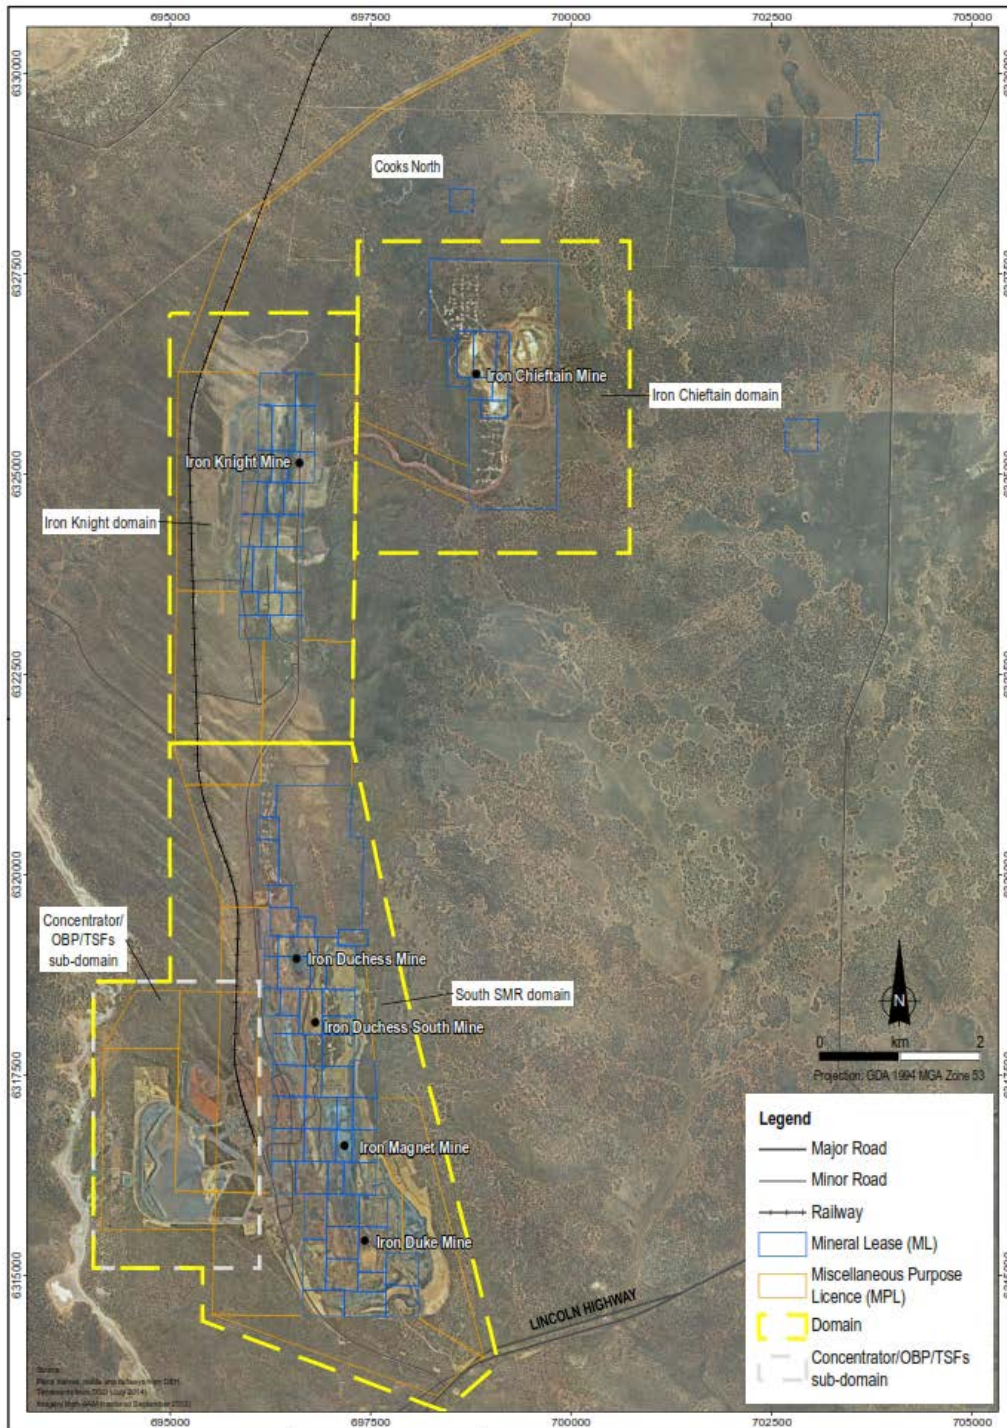 695000 697500 700000 702500 705000
6330000
Cooks North
6327500
Iron Chieftain Mine
Iron Chieftain domain
Iron Knight Mine
6325000
Iron Knight domain
6322500
6320000
Concentrator/
OBP/TSFs
sub-domain
Iron Duchess Mine
South SMR domain
Iron Duchess South Mine
N
0 km 2
6317500
Projection: GDA 1994 MGA Zone 53
Iron Magnet Mine
Iron Duke Mine
6315000
LINCOLN HIGHWAY
Legend
Major Road
Minor Road
Railway
Mineral Lease (ML)
Miscellaneous Purpose
Licence (MPL)
Domain
Concentrator/OBP/TSFs
sub-domain
Source:
695000 697500 700000 702500 705000